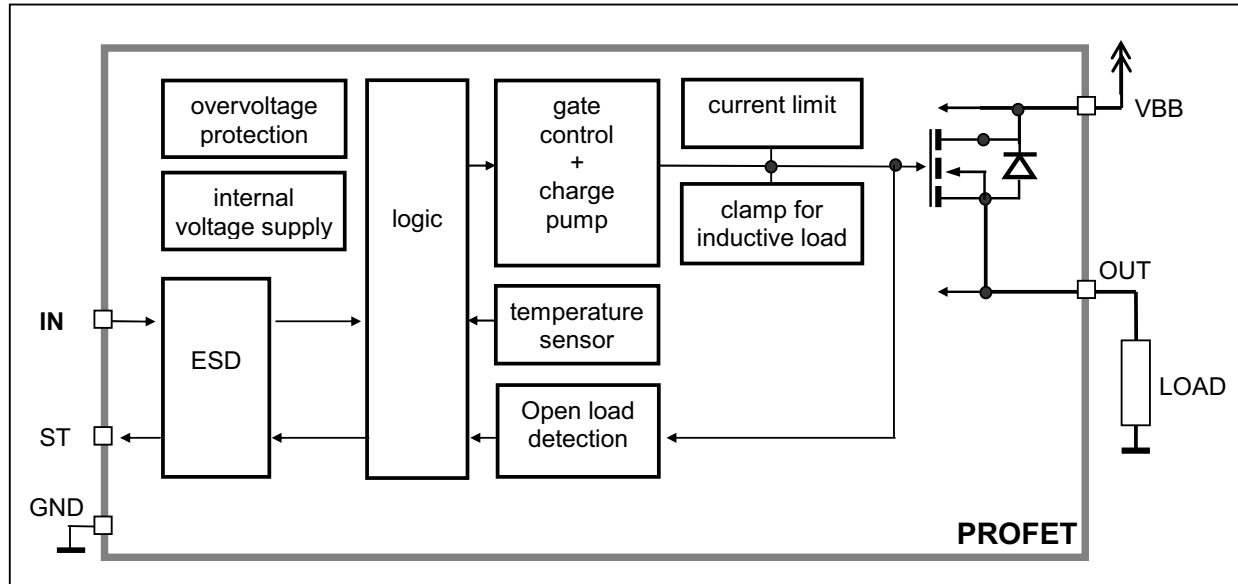 overvoltage
protection
internal
voltage supply
logic
gate
control
+
charge
pump
current limit
clamp for
inductive load
VBB
OUT
IN
ESD
temperature
sensor
LOAD
ST
Open load
detection
GND
PROFET